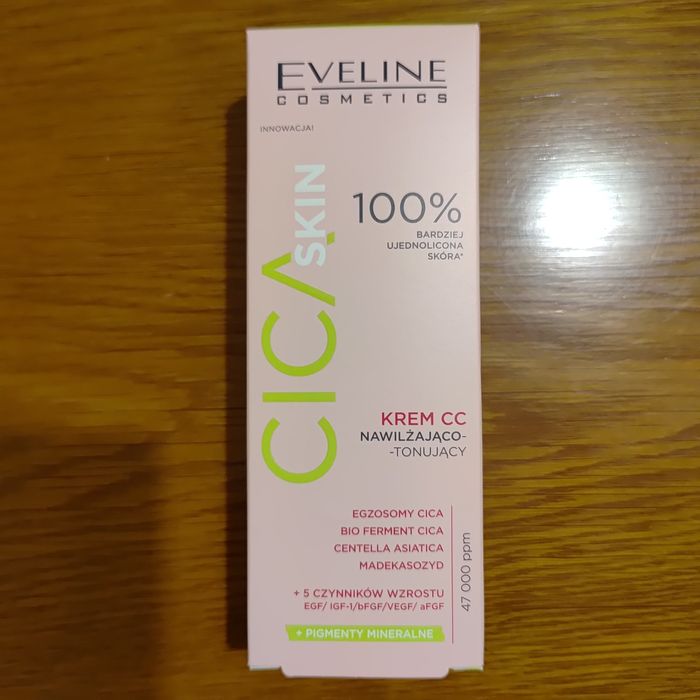 EVELINE
COSMETICS
INNOWACJA!
CICA SKIN
100%
BARDZIEJ
UJEDNOLICONA
SKÓRA*
KREM CC
NAWILŻAJĄCO-
-TONUJĄCY
EGZOSOMY CICA
BIO FERMENT CICA
CENTELLA ASIATICA
MADEKASOZYD
47 000 ppm
+ 5 CZYNNIKÓW WZROSTU
EGF/ IGF-1/bFGF/VEGF/ aFGF
+ PIGMENTY MINERALNE